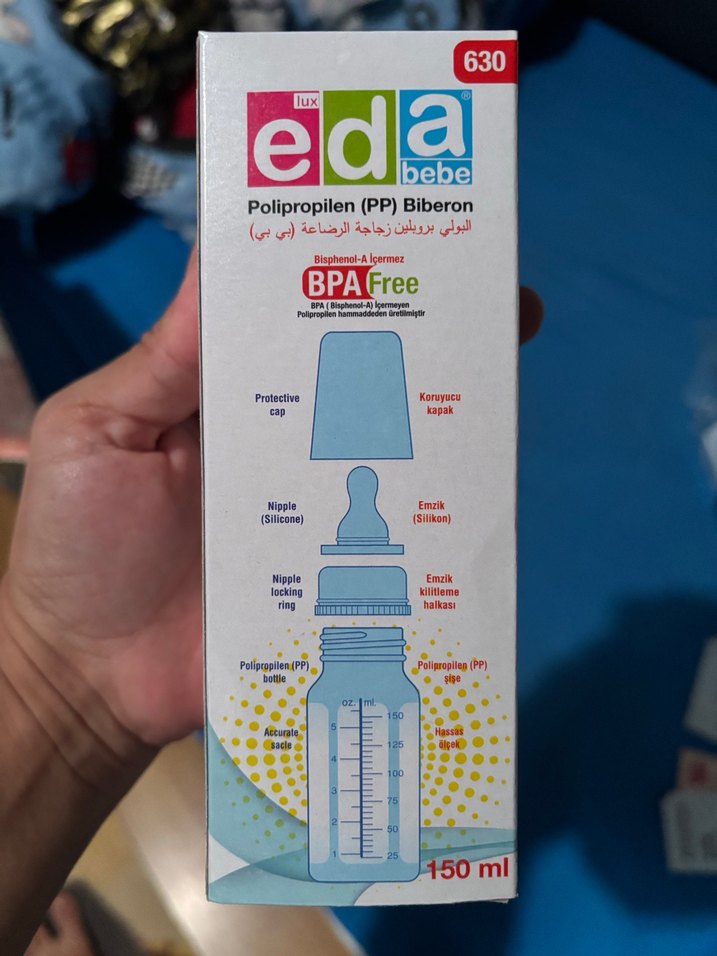 630
lux
eda®
bebe
Polipropilen (PP) Biberon
البولي بروبلين زجاجة الرضاعة (بي بي)
Bisphenol-A İçermez
BPA Free
BPA ( Bisphenol-A) İçermeyen
Polipropilen hammaddeden üretilmiştir
Protective
cap
Koruyucu
kapak
Nipple
(Silicone)
Emzik
(Silikon)
Nipple
locking
ring
Emzik
kilitleme
halkası
Polipropilen (PP)
bottle
Polipropilen (PP)
şişe
Accurate
sacle
Hassas
ölçek
oz. ml.
150
5
125
4
100
3
75
2
50
1
25
150 ml